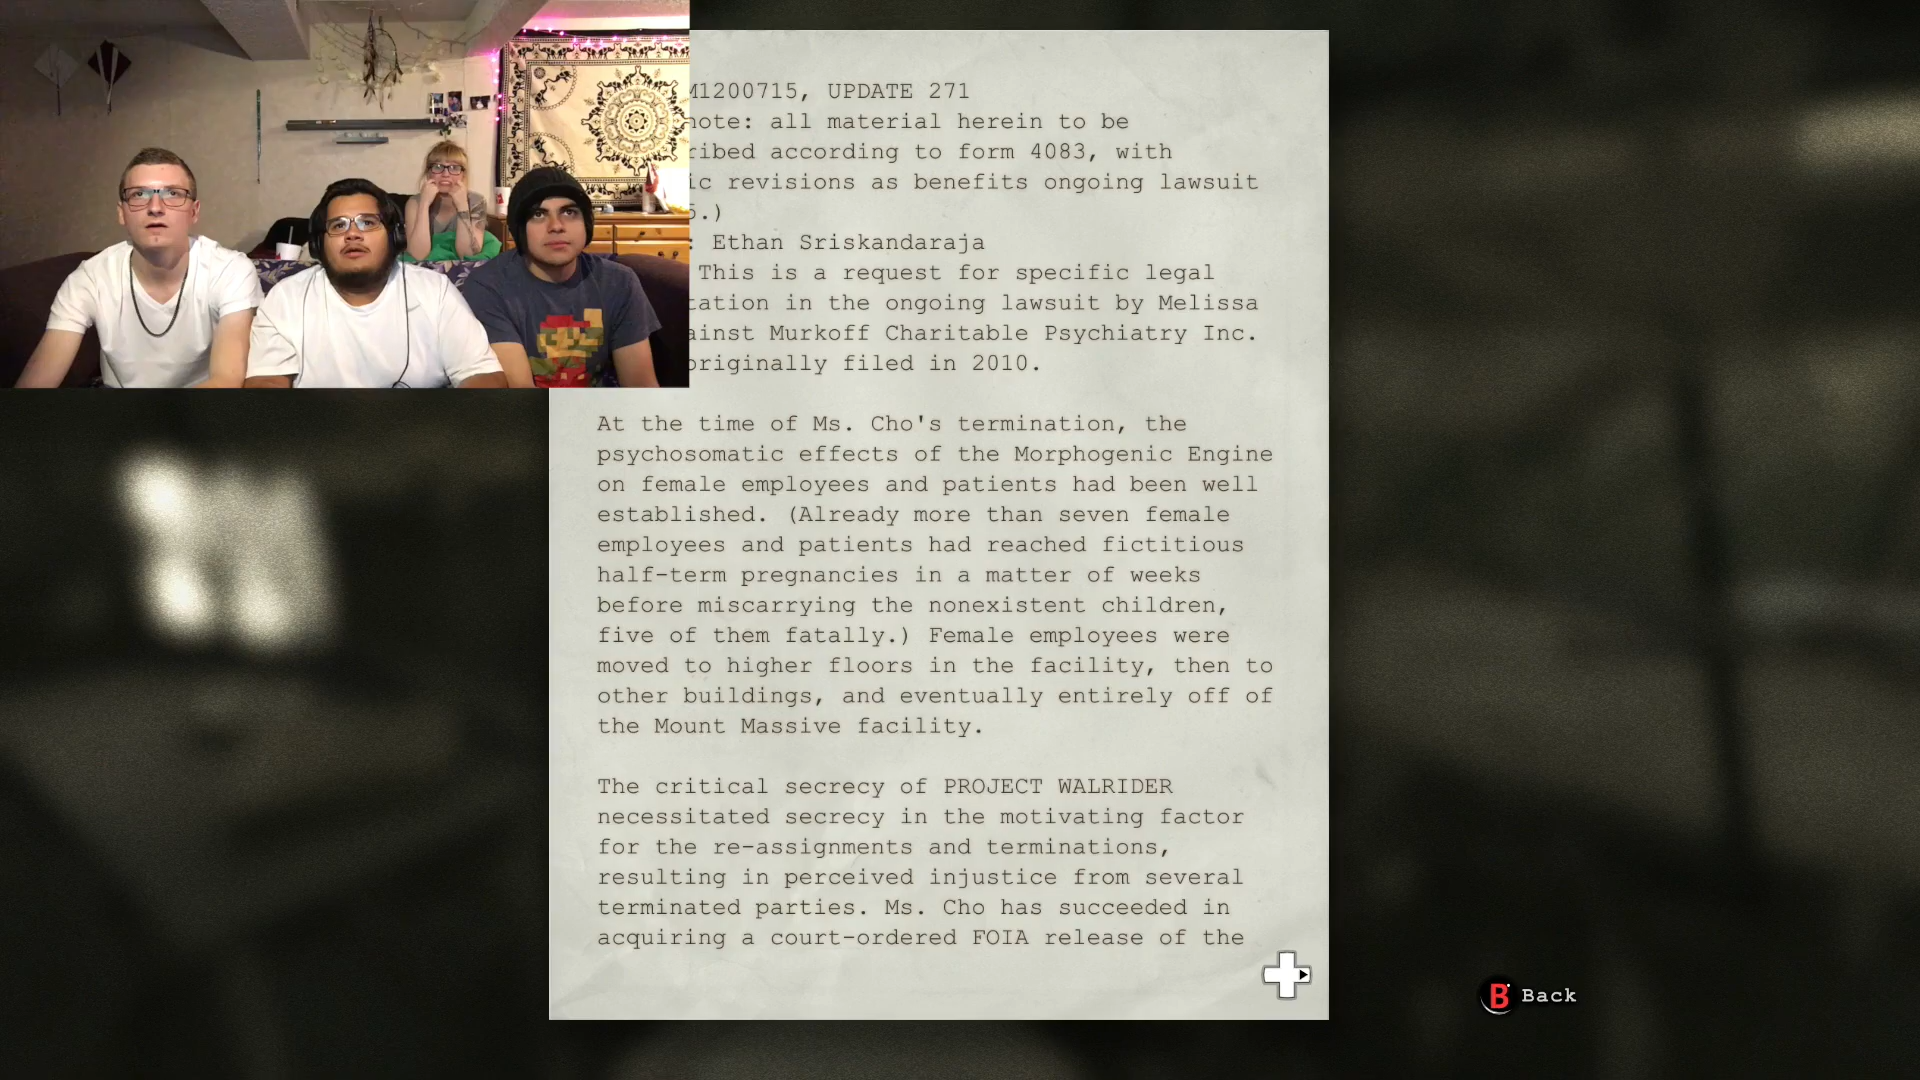 M1200715, UPDATE 271
note: all material herein to be
ribed according to form 4083, with
ic revisions as benefits ongoing lawsuit
.)
: Ethan Sriskandaraja
This is a request for specific legal
tation in the ongoing lawsuit by Melissa
ainst Murkoff Charitable Psychiatry Inc.
originally filed in 2010.
At the time of Ms. Cho's termination, the
psychosomatic effects of the Morphogenic Engine
on female employees and patients had been well
established. (Already more than seven female
employees and patients had reached fictitious
half-term pregnancies in a matter of weeks
before miscarrying the nonexistent children,
five of them fatally.) Female employees were
moved to higher floors in the facility, then to
other buildings, and eventually entirely off of
the Mount Massive facility.
The critical secrecy of PROJECT WALRIDER
necessitated secrecy in the motivating factor
for the re-assignments and terminations,
resulting in perceived injustice from several
terminated parties. Ms. Cho has succeeded in
acquiring a court-ordered FOIA release of the
B Back